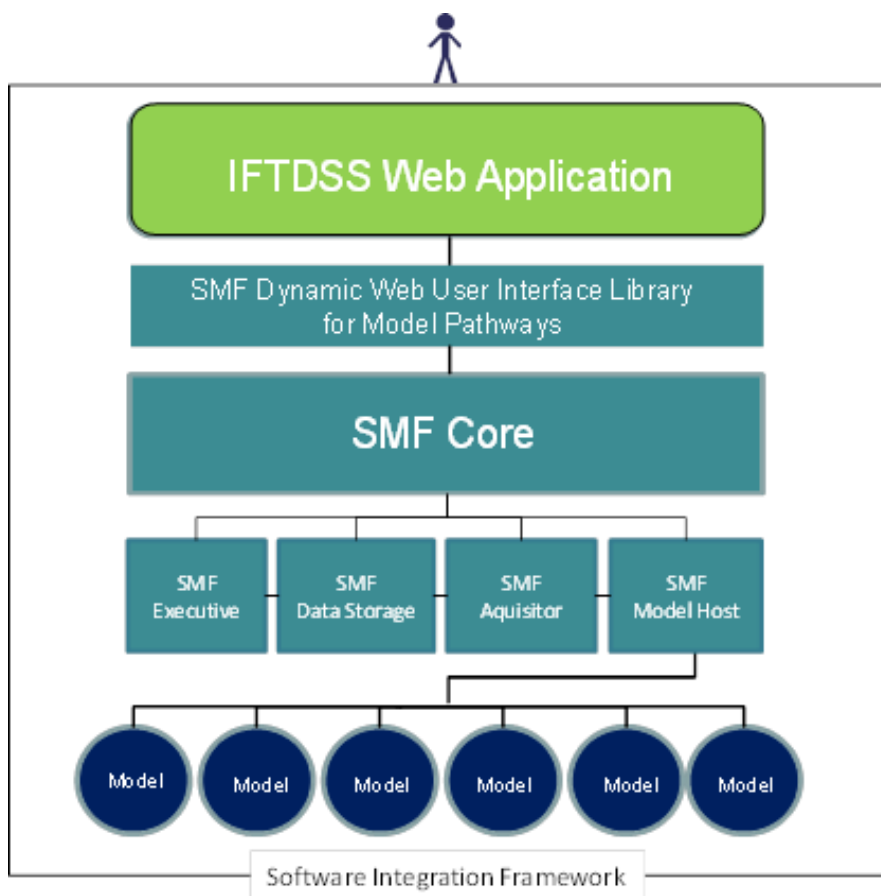 IFTDSS Web Application
SMF Dynamic Web User Interface Library
for Model Pathways
SMF Core
SMF
Executive
SMF
Data Storage
SMF
Aquisitor
SMF
Model Host
Model
Model
Model
Model
Model
Model
Software Integration Framework